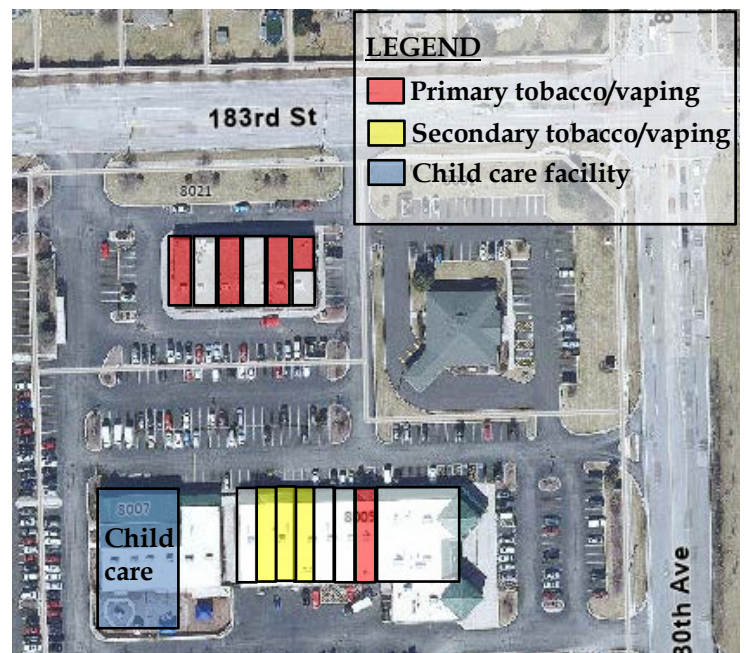 LEGEND
Primary tobacco/vaping
Secondary tobacco/vaping
Child care facility
183rd St
8021
8007
8005
Child
care
80th Ave